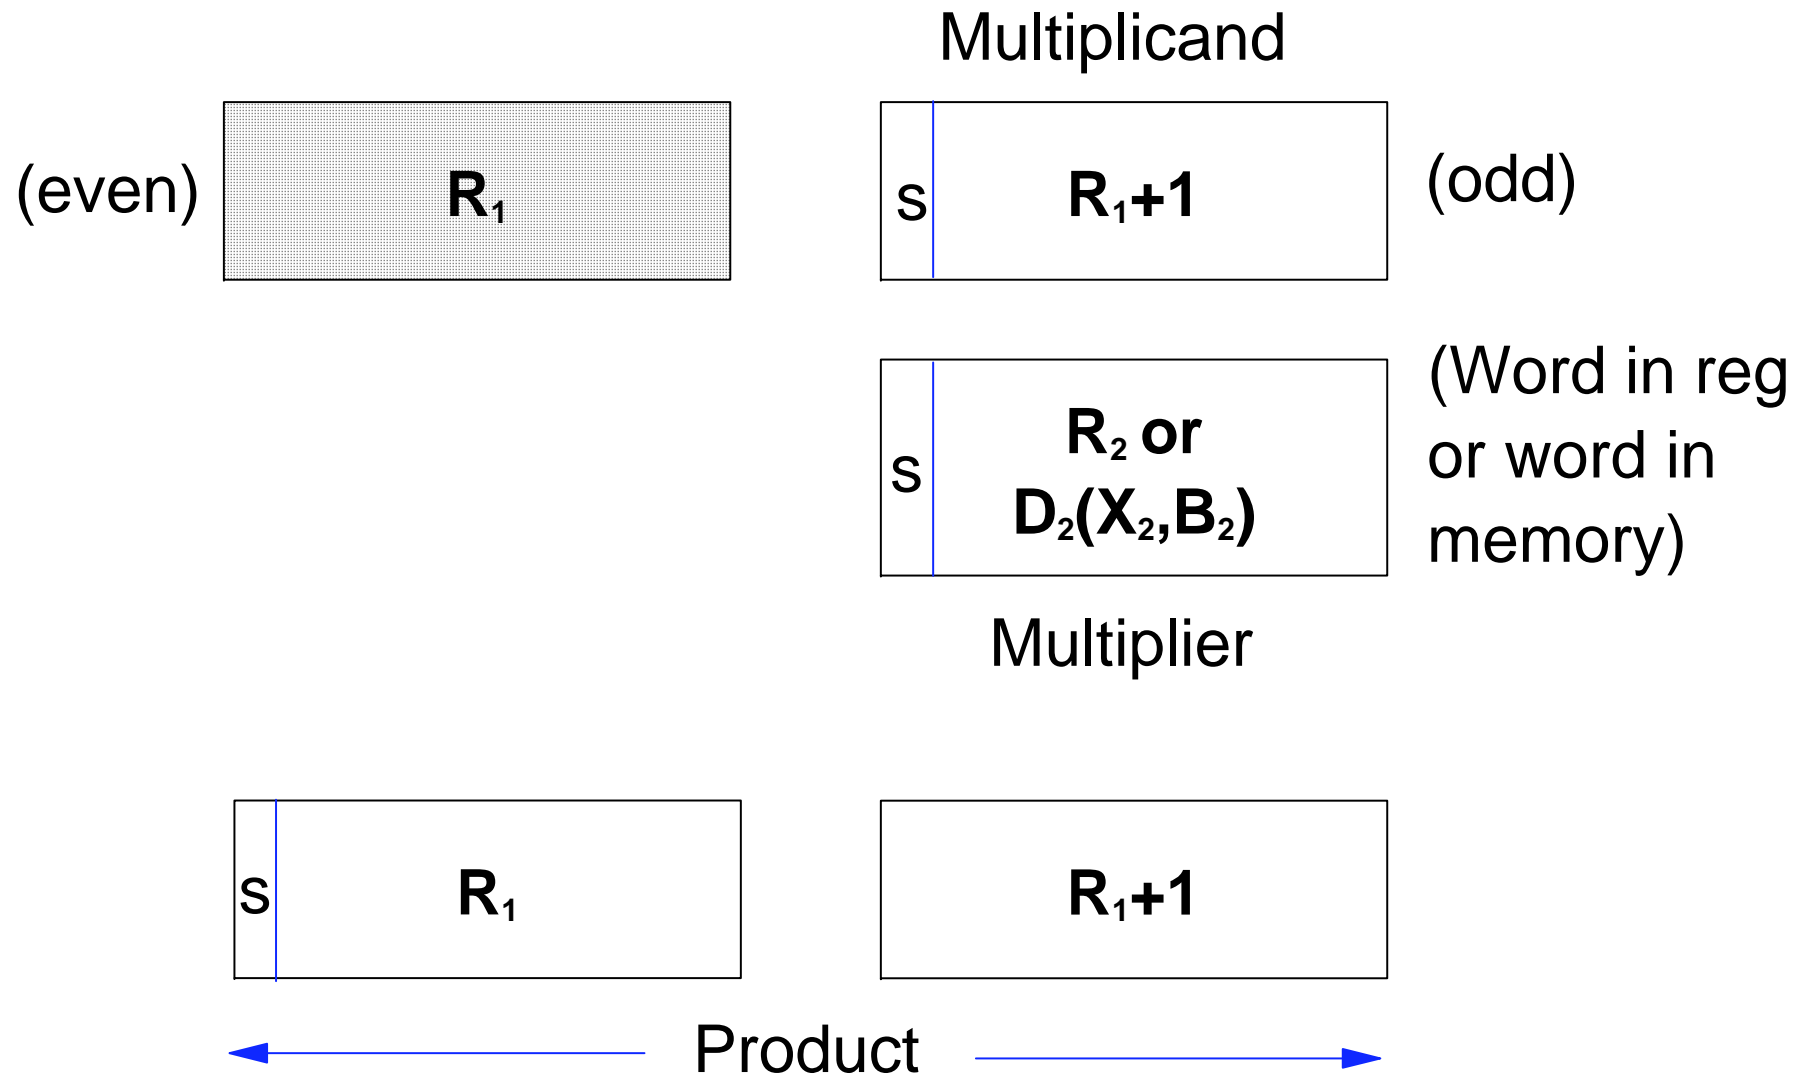 Multiplicand
(even) R₁ s R₁+1 (odd)
(Word in reg
or word in
memory)
s R₂ or
D₂(X₂,B₂)
Multiplier
s R₁ R₁+1
Product